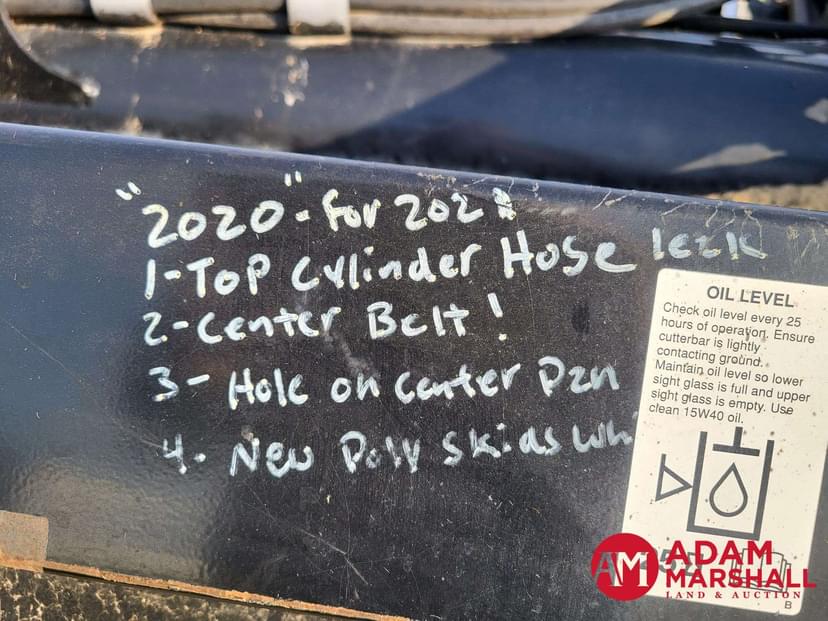 "2020" - for 202
1 - Top Cylinder Hose leak
2 - Center Belt!
3 - Hole on Center Pan
4. New Poly Skids Whi
OIL LEVEL
Check oil level every 25
hours of operation. Ensure
cutterbar is lightly
contacting ground.
Maintain oil level so lower
sight glass is full and upper
sight glass is empty. Use
clean 15W40 oil.
B
AM ADAM
MARSHALL
LAND & AUCTION